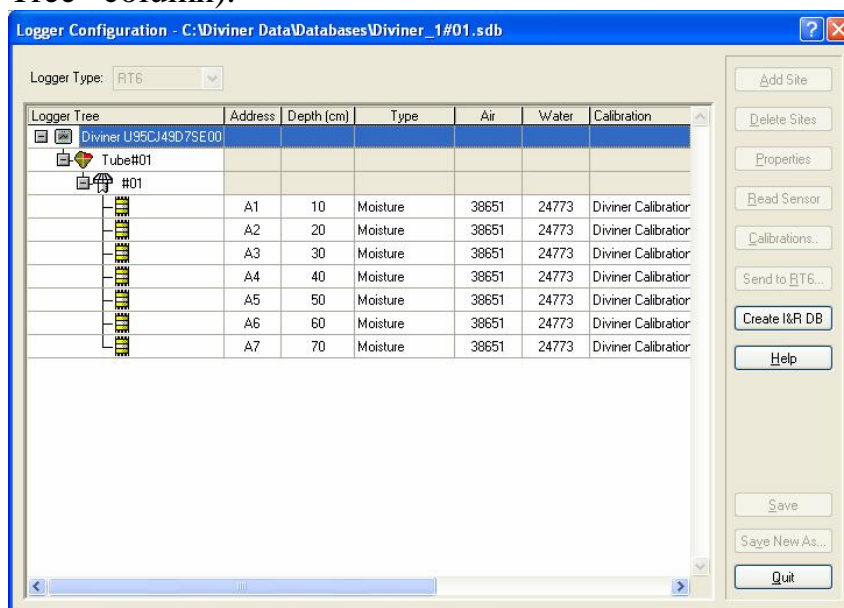 Tree" column).
Logger Configuration - C:\Diviner Data\Databases\Diviner_1#01.sdb
Logger Type: RT6
Add Site
Logger Tree Address Depth (cm) Type Air Water Calibration
Delete Sites
Diviner U95CJ49D7SE00
Tube#01
Properties
#01
A1 10 Moisture 38651 24773 Diviner Calibration
Read Sensor
A2 20 Moisture 38651 24773 Diviner Calibration
Calibrations..
A3 30 Moisture 38651 24773 Diviner Calibration
A4 40 Moisture 38651 24773 Diviner Calibration
Send to RT6...
A5 50 Moisture 38651 24773 Diviner Calibration
Create I&R DB
A6 60 Moisture 38651 24773 Diviner Calibration
A7 70 Moisture 38651 24773 Diviner Calibration
Help
Save
Save New As...
Quit